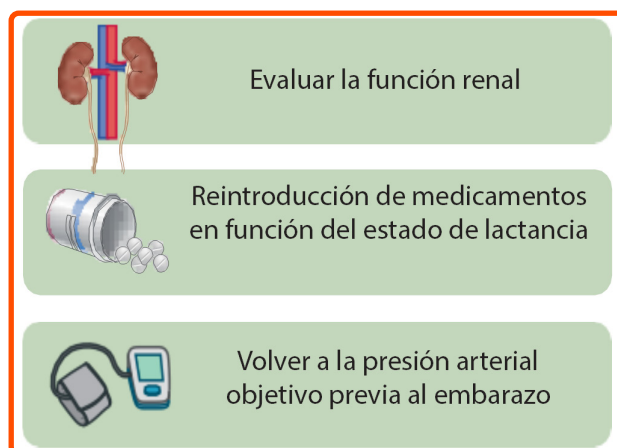 Evaluar la función renal
Reintroducción de medicamentos
en función del estado de lactancia
Volver a la presión arterial
objetivo previa al embarazo